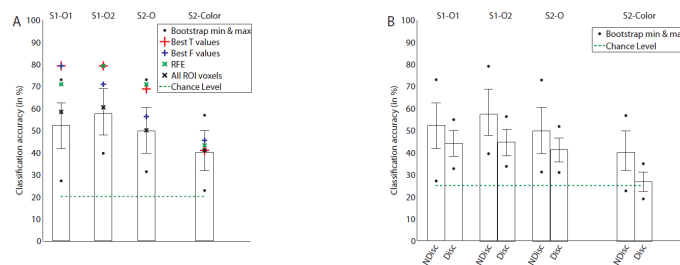 A
S1-O1 S1-O2 S2-O S2-Color
Bootstrap min & max
Best T values
Best F values
RFE
All ROI voxels
Chance Level
Classification accuracy (in %)
100
90
80
70
60
50
40
30
20
10
0
B
S1-O1 S1-O2 S2-O S2-Color
Bootstrap min & max
Chance Level
Classification accuracy (in %)
100
90
80
70
60
50
40
30
20
10
0
NDisc Disc NDisc Disc NDisc Disc NDisc Disc